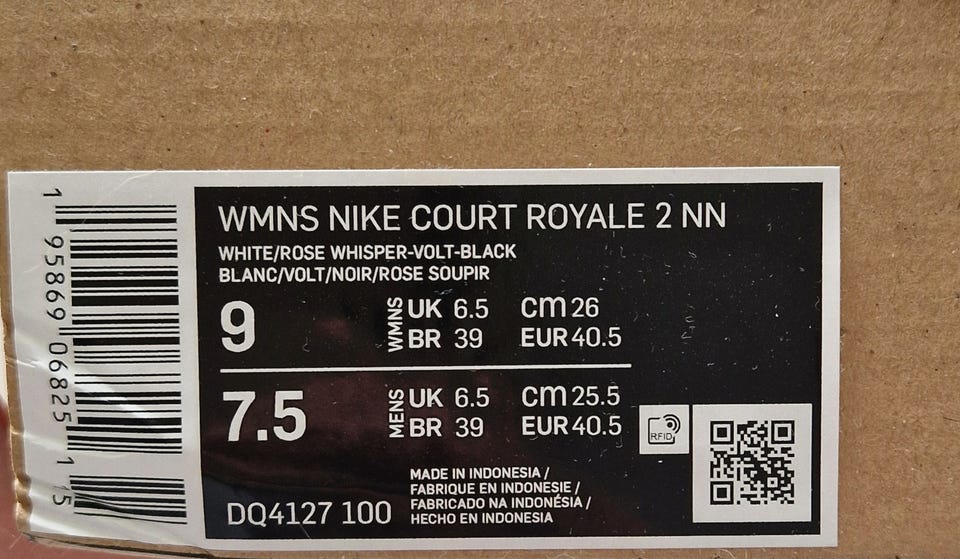 WMNS NIKE COURT ROYALE 2 NN
WHITE/ROSE WHISPER-VOLT-BLACK
BLANC/VOLT/NOIR/ROSE SOUPIR
9 WMNS UK 6.5 cm 26
BR 39 EUR 40.5
7.5 MENS UK 6.5 cm 25.5
BR 39 EUR 40.5
RFID
MADE IN INDONESIA /
FABRIQUE EN INDONESIE /
FABRICADO NA INDONÉSIA /
HECHO EN INDONESIA
DQ4127 100
1 95869 06825 1 15